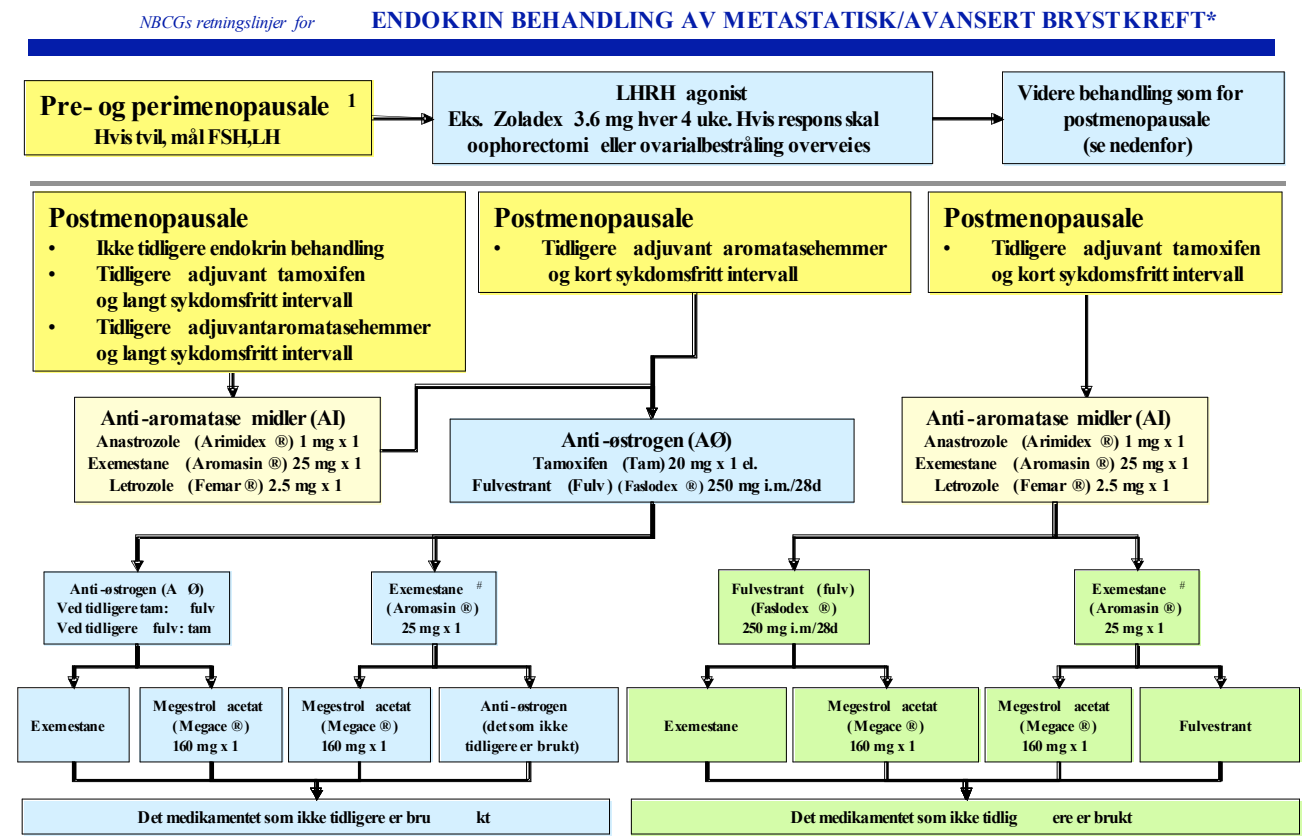 NBCGs retningslinjer for ENDOKRIN BEHANDLING AV METASTATISK/AVANSERT BRYSTKREFT*
Pre- og perimenopausale 1
Hvis tvil, mål FSH,LH
LHRH agonist
Eks. Zoladex 3.6 mg hver 4 uke. Hvis respons skal
oophorectomi eller ovarialbestråling overveies
Videre behandling som for
postmenopausale
(se nedenfor)
Postmenopausale
• Ikke tidligere endokrin behandling
• Tidligere adjuvant tamoxifen
og langt sykdomsfritt intervall
• Tidligere adjuvantaromatasehemmer
og langt sykdomsfritt intervall
Postmenopausale
• Tidligere adjuvant aromatasehemmer
og kort sykdomsfritt intervall
Postmenopausale
• Tidligere adjuvant tamoxifen
og kort sykdomsfritt intervall
Anti-aromatase midler (AI)
Anastrozole (Arimidex ®) 1 mg x 1
Exemestane (Aromasin ®) 25 mg x 1
Letrozole (Femar ®) 2.5 mg x 1
Anti-østrogen (AØ)
Tamoxifen (Tam) 20 mg x 1 el.
Fulvestrant (Fulv) (Faslodex ®) 250 mg i.m./28d
Anti-aromatase midler (AI)
Anastrozole (Arimidex ®) 1 mg x 1
Exemestane (Aromasin ®) 25 mg x 1
Letrozole (Femar ®) 2.5 mg x 1
Anti-østrogen (A Ø)
Ved tidligere tam: fulv
Ved tidligere fulv: tam
Exemestane #
(Aromasin ®)
25 mg x 1
Fulvestrant (fulv)
(Faslodex ®)
250 mg i.m/28d
Exemestane #
(Aromasin ®)
25 mg x 1
Exemestane
Megestrol acetat
(Megace ®)
160 mg x 1
Megestrol acetat
(Megace ®)
160 mg x 1
Anti-østrogen
(det som ikke
tidligere er brukt)
Exemestane
Megestrol acetat
(Megace ®)
160 mg x 1
Megestrol acetat
(Megace ®)
160 mg x 1
Fulvestrant
Det medikamentet som ikke tidligere er bru kt
Det medikamentet som ikke tidlig ere er brukt